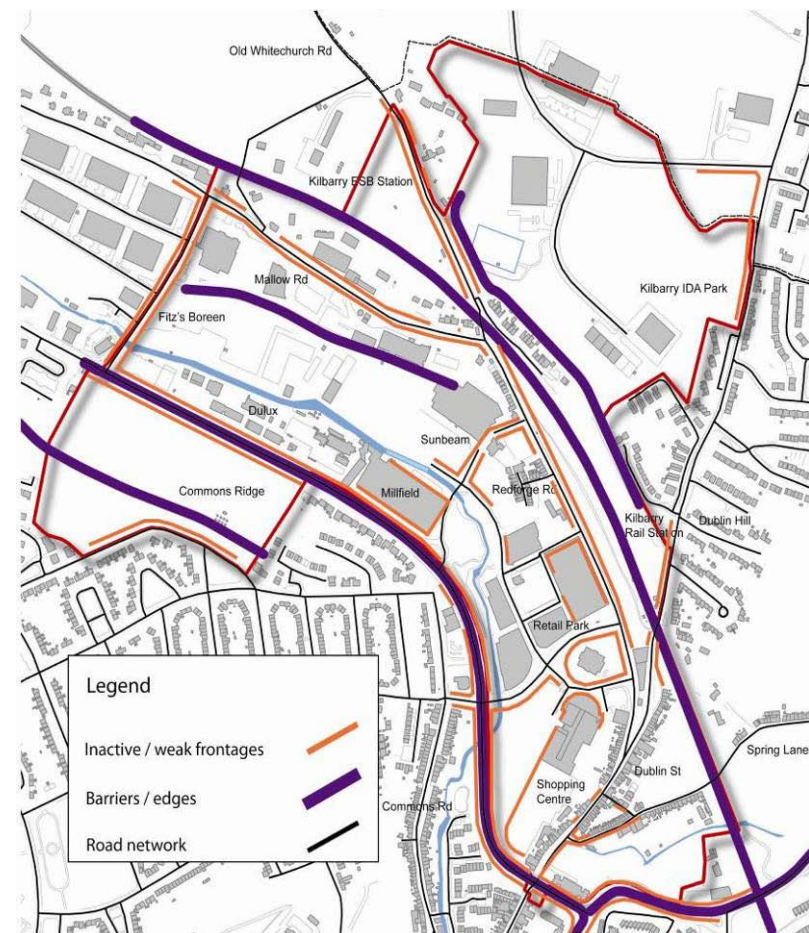 Old Whitechurch Rd
Kilbarry ESB Station
Mallow Rd
Kilbarry IDA Park
Fitz's Boreen
Dulux
Sunbeam
Commons Ridge
Millfield
Redforge Rd
Kilbarry
Rail Station
Dublin Hill
Retail Park
Legend
Inactive / weak frontages
Barriers / edges
Road network
Commons Rd
Shopping
Centre
Dublin St
Spring Lane